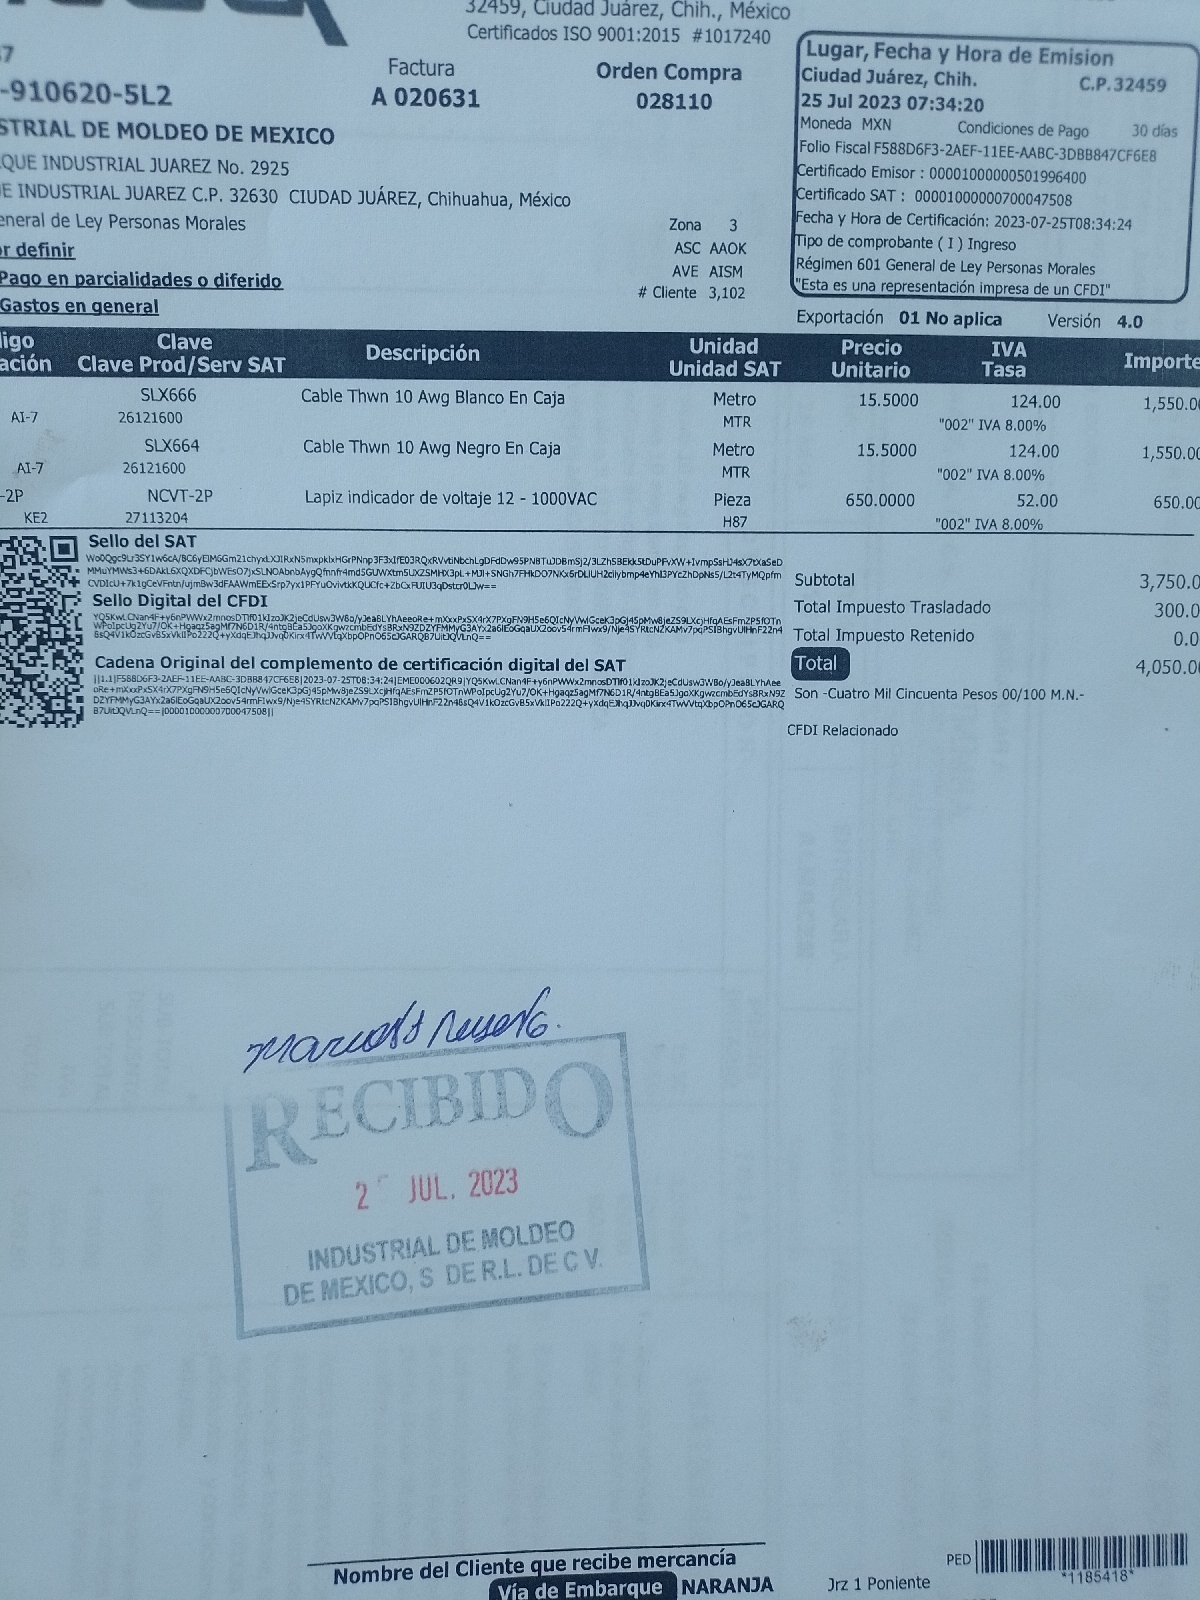 32459, Ciudad Juárez, Chih., México
Certificados ISO 9001:2015 #1017240
Factura
A 020631
Orden Compra
028110
-910620-5L2
STRIAL DE MOLDEO DE MEXICO
QUE INDUSTRIAL JUAREZ No. 2925
E INDUSTRIAL JUAREZ C.P. 32630 CIUDAD JUÁREZ, Chihuahua, México
eneral de Ley Personas Morales
r definir
Pago en parcialidades o diferido
Gastos en general
Zona 3
ASC AAOK
AVE AISM
# Cliente 3,102
Lugar, Fecha y Hora de Emision
Ciudad Juárez, Chih. C.P.32459
25 Jul 2023 07:34:20
Moneda MXN Condiciones de Pago 30 días
Folio Fiscal F588D6F3-2AEF-11EE-AABC-3DBB847CF6E8
Certificado Emisor : 00001000000501996400
Certificado SAT : 00001000000700047508
Fecha y Hora de Certificación: 2023-07-25T08:34:24
Tipo de comprobante ( I ) Ingreso
Régimen 601 General de Ley Personas Morales
"Esta es una representación impresa de un CFDI"
Exportación 01 No aplica Versión 4.0
igo Clave Descripción Unidad Precio IVA Importe
ación Clave Prod/Serv SAT Unidad SAT Unitario Tasa
SLX666 Cable Thwn 10 Awg Blanco En Caja Metro 15.5000 124.00 1,550.00
AI-7 26121600 MTR "002" IVA 8.00%
SLX664 Cable Thwn 10 Awg Negro En Caja Metro 15.5000 124.00 1,550.00
AI-7 26121600 MTR "002" IVA 8.00%
-2P NCVT-2P Lapiz indicador de voltaje 12 - 1000VAC Pieza 650.0000 52.00 650.00
KE2 27113204 H87 "002" IVA 8.00%
Sello del SAT
Sello Digital del CFDI
Cadena Original del complemento de certificación digital del SAT
Subtotal 3,750.0
Total Impuesto Trasladado 300.0
Total Impuesto Retenido 0.0
Total 4,050.0
Son -Cuatro Mil Cincuenta Pesos 00/100 M.N.-
CFDI Relacionado
RECIBIDO
2 JUL. 2023
INDUSTRIAL DE MOLDEO
DE MEXICO, S DE R.L. DE C V.
Nombre del Cliente que recibe mercancía
Vía de Embarque NARANJA
Jrz 1 Poniente
PED
*1185418*